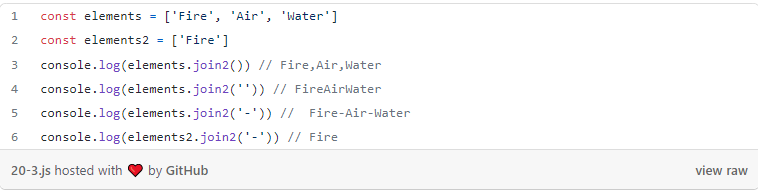 1 const elements = ['Fire', 'Air', 'Water']
2 const elements2 = ['Fire']
3 console.log(elements.join2()) // Fire,Air,Water
4 console.log(elements.join2('')) // FireAirWater
5 console.log(elements.join2('-')) //  Fire-Air-Water
6 console.log(elements2.join2('-')) // Fire
20-3.js hosted with ❤ by GitHub view raw